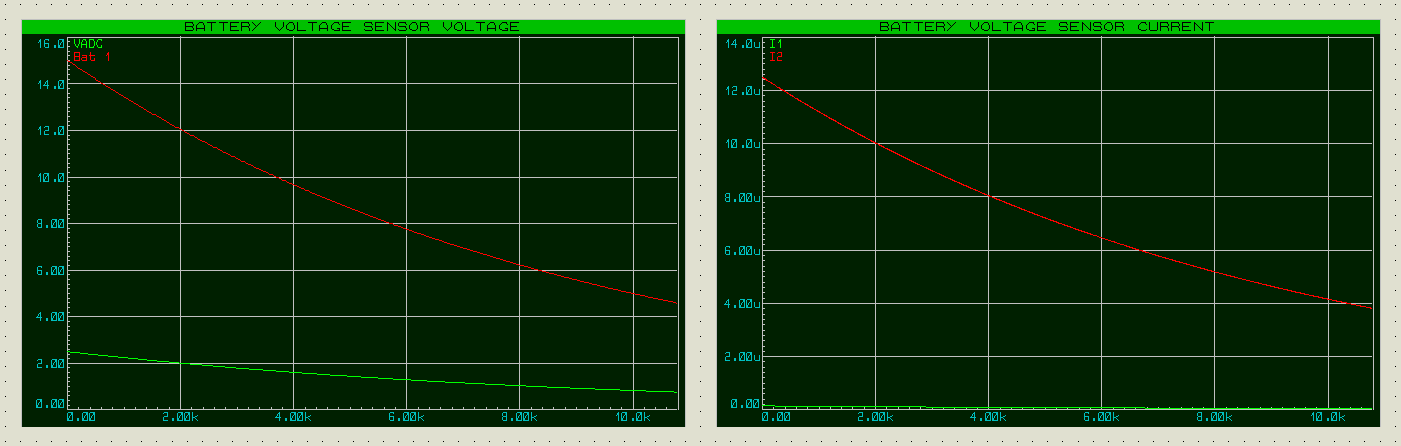 BATTERY VOLTAGE SENSOR VOLTAGE
16.0
VADC
Bat 1
14.0
12.0
10.0
8.00
6.00
4.00
2.00
0.00
0.00 2.00k 4.00k 6.00k 8.00k 10.0k
BATTERY VOLTAGE SENSOR CURRENT
14.0u
I1
I2
12.0u
10.0u
8.00u
6.00u
4.00u
2.00u
0.00
0.00 2.00k 4.00k 6.00k 8.00k 10.0k